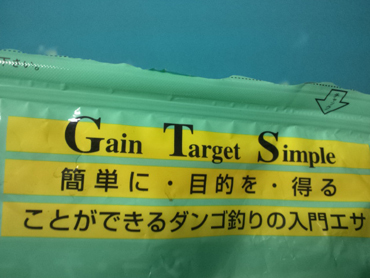 Gain Target Simple
簡単に・目的を・得る
ことができるダンゴ釣りの入門エサ